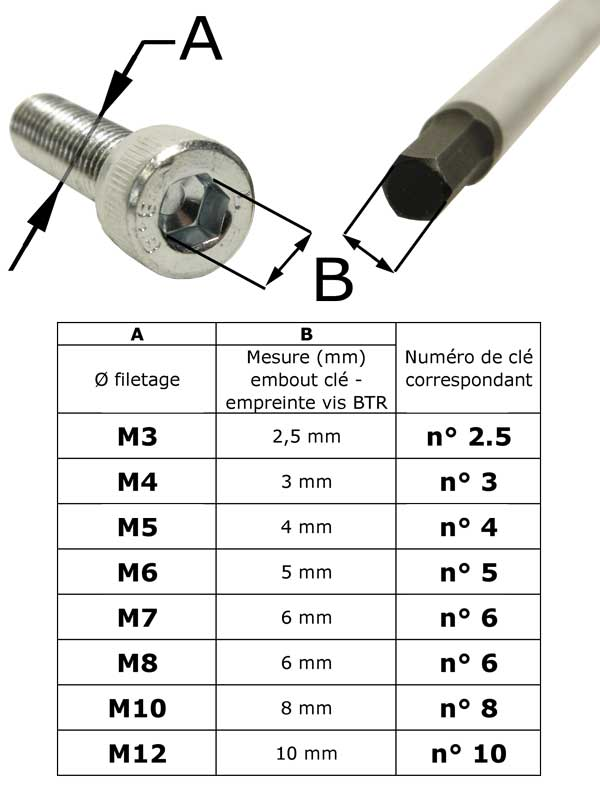 A
B
A B
Ø filetage
Mesure (mm)
embout clé -
empreinte vis BTR
Numéro de clé
correspondant
M3 2,5 mm n° 2.5
M4 3 mm n° 3
M5 4 mm n° 4
M6 5 mm n° 5
M7 6 mm n° 6
M8 6 mm n° 6
M10 8 mm n° 8
M12 10 mm n° 10